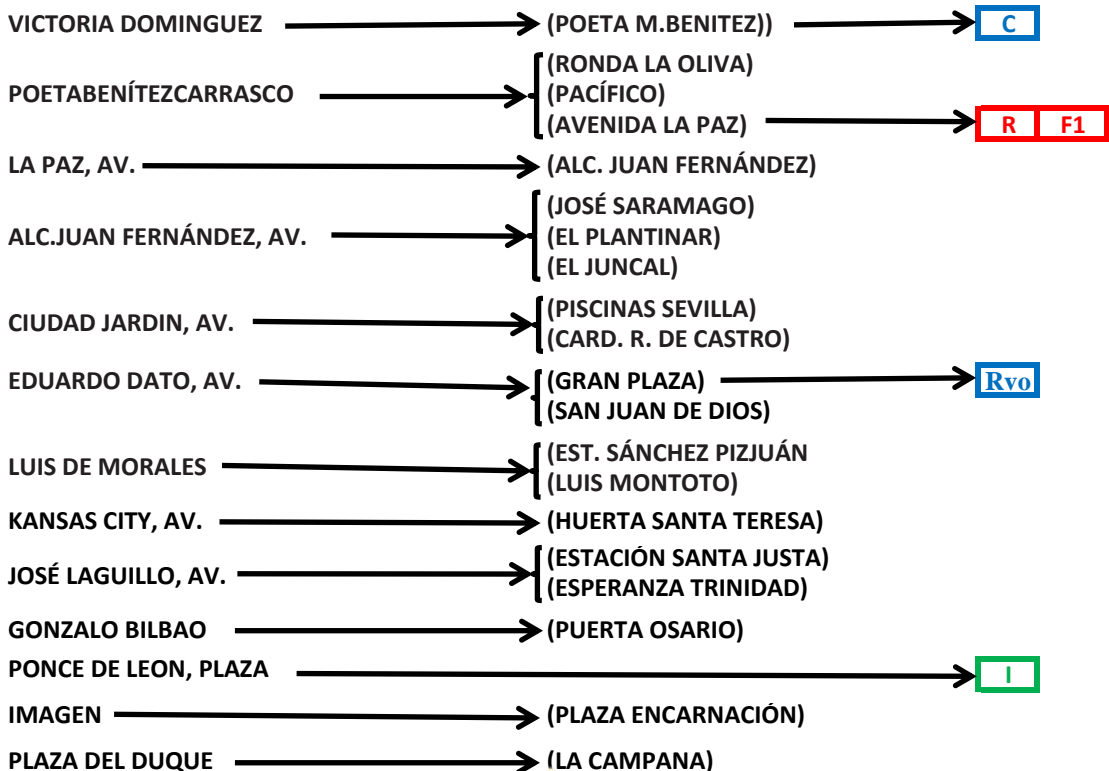 VICTORIA DOMINGUEZ (POETA M.BENITEZ)) C
(RONDA LA OLIVA)
POETABENÍTEZCARRASCO (PACÍFICO)
(AVENIDA LA PAZ) R F1
LA PAZ, AV. (ALC. JUAN FERNÁNDEZ)
(JOSÉ SARAMAGO)
ALC.JUAN FERNÁNDEZ, AV. (EL PLANTINAR)
(EL JUNCAL)
CIUDAD JARDIN, AV. (PISCINAS SEVILLA)
(CARD. R. DE CASTRO)
EDUARDO DATO, AV. (GRAN PLAZA) Rvo
(SAN JUAN DE DIOS)
LUIS DE MORALES (EST. SÁNCHEZ PIZJUÁN
(LUIS MONTOTO)
KANSAS CITY, AV. (HUERTA SANTA TERESA)
JOSÉ LAGUILLO, AV. (ESTACIÓN SANTA JUSTA)
(ESPERANZA TRINIDAD)
GONZALO BILBAO (PUERTA OSARIO)
PONCE DE LEON, PLAZA I
IMAGEN (PLAZA ENCARNACIÓN)
PLAZA DEL DUQUE (LA CAMPANA)